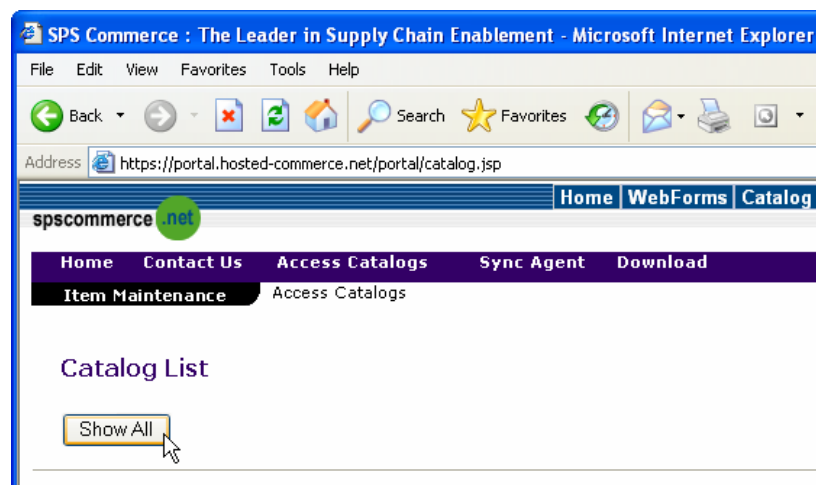 SPS Commerce : The Leader in Supply Chain Enablement - Microsoft Internet Explorer
File Edit View Favorites Tools Help
Back Search Favorites
Address https://portal.hosted-commerce.net/portal/catalog.jsp
Home WebForms Catalog
spscommerce .net
Home Contact Us Access Catalogs Sync Agent Download
Item Maintenance Access Catalogs
Catalog List
Show All